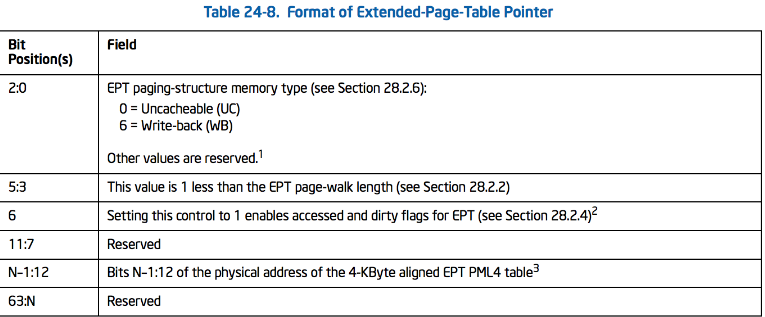 Table 24-8. Format of Extended-Page-Table Pointer
Bit Position(s)
Field
2:0
EPT paging-structure memory type (see Section 28.2.6):
0 = Uncacheable (UC)
6 = Write-back (WB)
Other values are reserved.1
5:3
This value is 1 less than the EPT page-walk length (see Section 28.2.2)
6
Setting this control to 1 enables accessed and dirty flags for EPT (see Section 28.2.4)2
11:7
Reserved
N–1:12
Bits N–1:12 of the physical address of the 4-KByte aligned EPT PML4 table3
63:N
Reserved